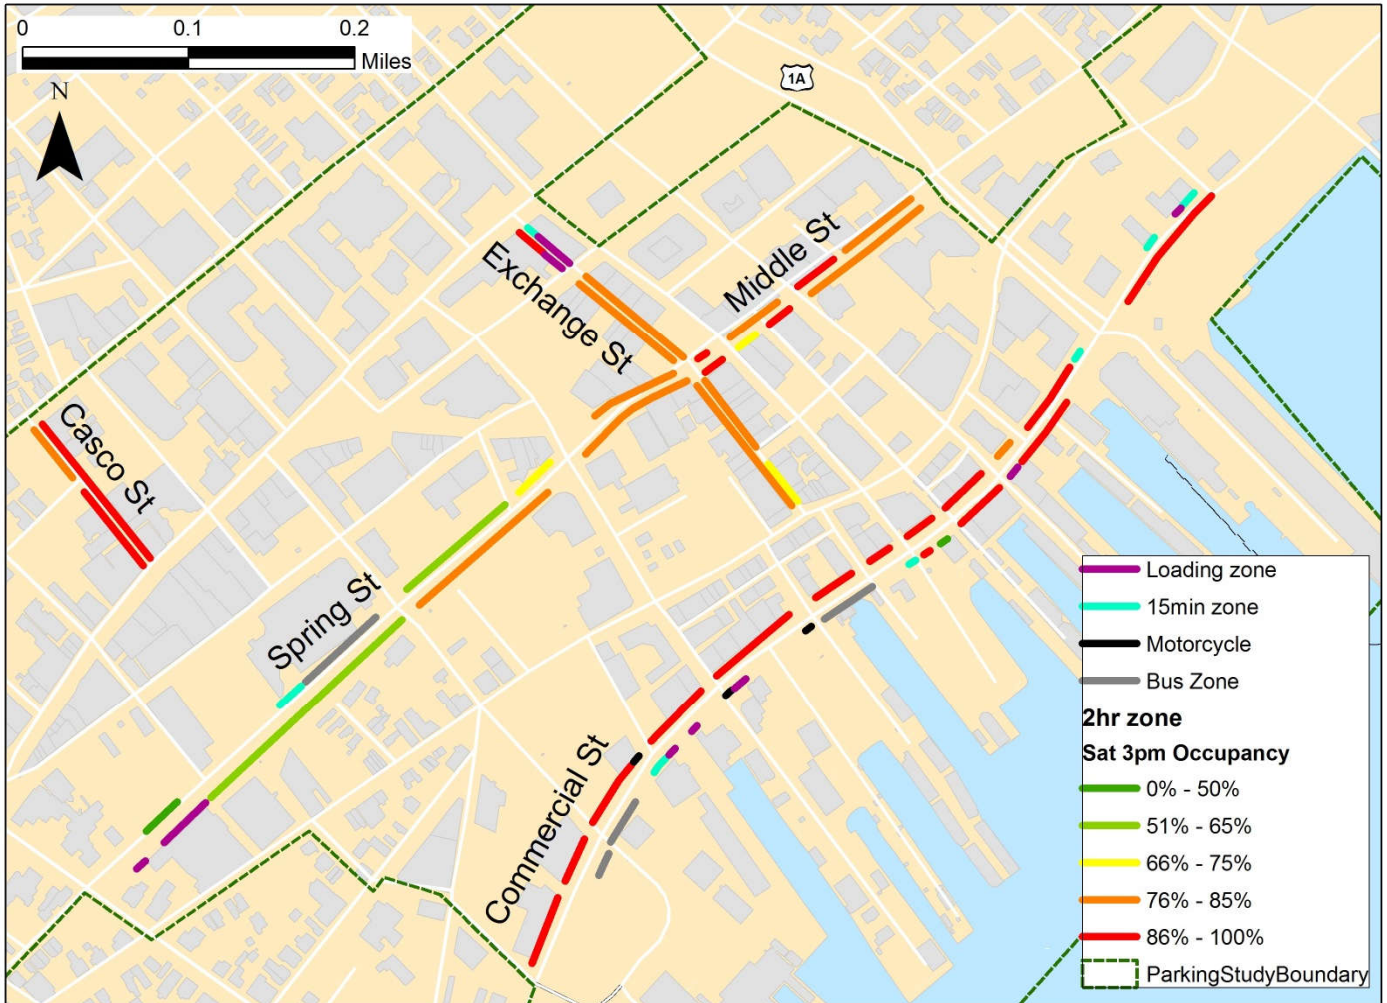 0 0.1 0.2
Miles
N
1A
Middle St
Exchange St
Casco St
Spring St
Commercial St
Loading zone
15min zone
Motorcycle
Bus Zone
2hr zone
Sat 3pm Occupancy
0% - 50%
51% - 65%
66% - 75%
76% - 85%
86% - 100%
ParkingStudyBoundary